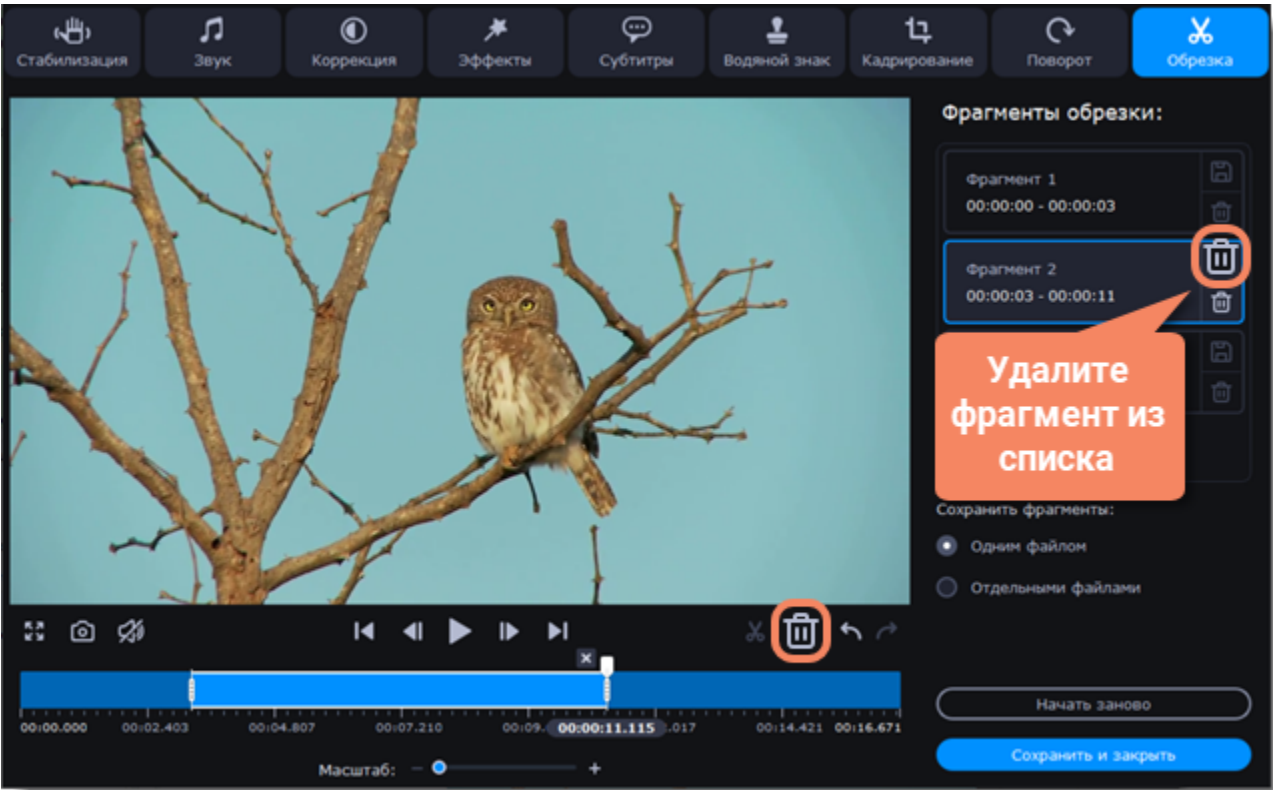 Стабилизация
Звук
Коррекция
Эффекты
Субтитры
Водяной знак
Кадрирование
Поворот
Обрезка
Фрагменты обрезки:
Фрагмент 1
00:00:00 - 00:00:03
Фрагмент 2
00:00:03 - 00:00:11
Удалите
фрагмент из
списка
Сохранить фрагменты:
Одним файлом
Отдельными файлами
00:00.000 00:02.403 00:04.807 00:07.210 00:09. 00:00:11.115 .017 00:14.421 00:16.671
Масштаб: − +
Начать заново
Сохранить и закрыть